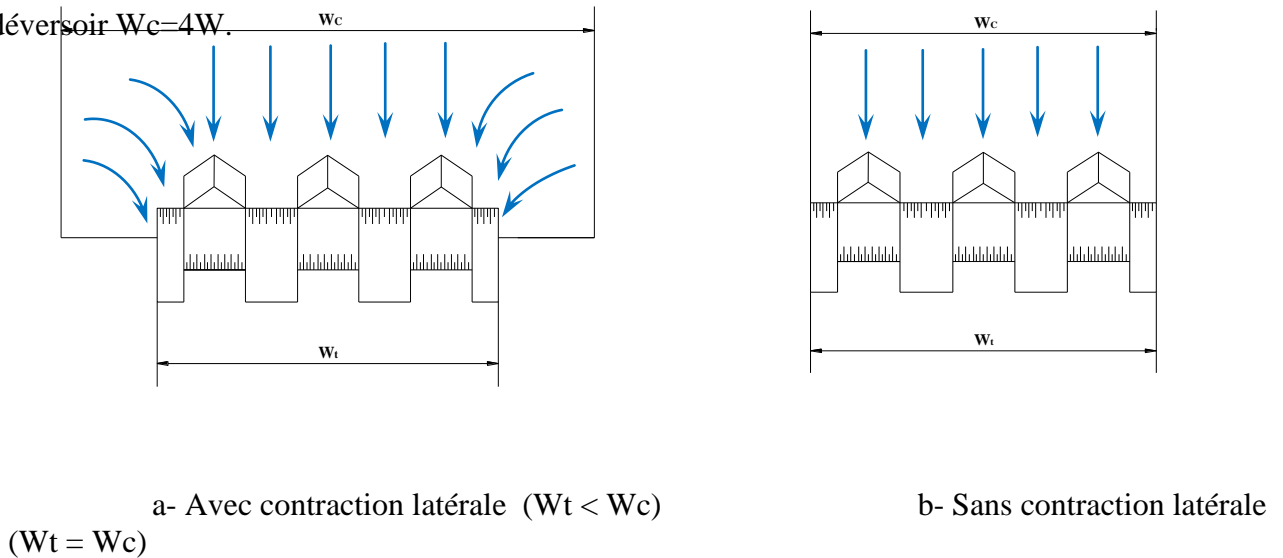 déversoir Wc=4W.
Wc
Wc
Wt
Wt
a- Avec contraction latérale (Wt < Wc)
b- Sans contraction latérale
(Wt = Wc)